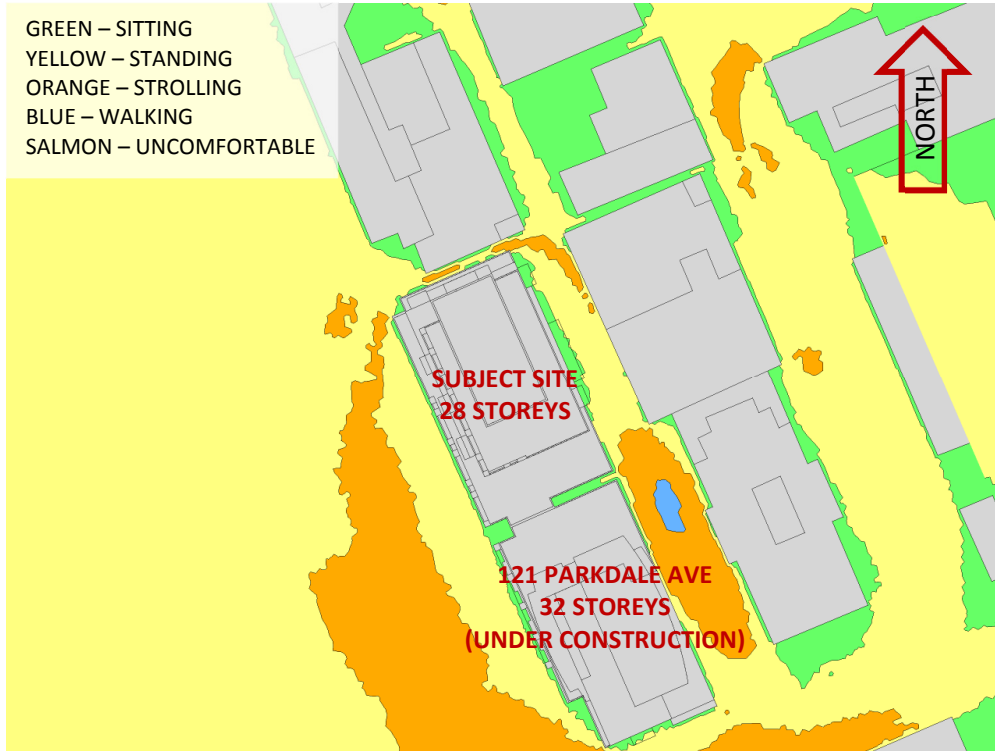 GREEN – SITTING
YELLOW – STANDING
ORANGE – STROLLING
BLUE – WALKING
SALMON – UNCOMFORTABLE
NORTH
SUBJECT SITE
28 STOREYS
121 PARKDALE AVE
32 STOREYS
(UNDER CONSTRUCTION)